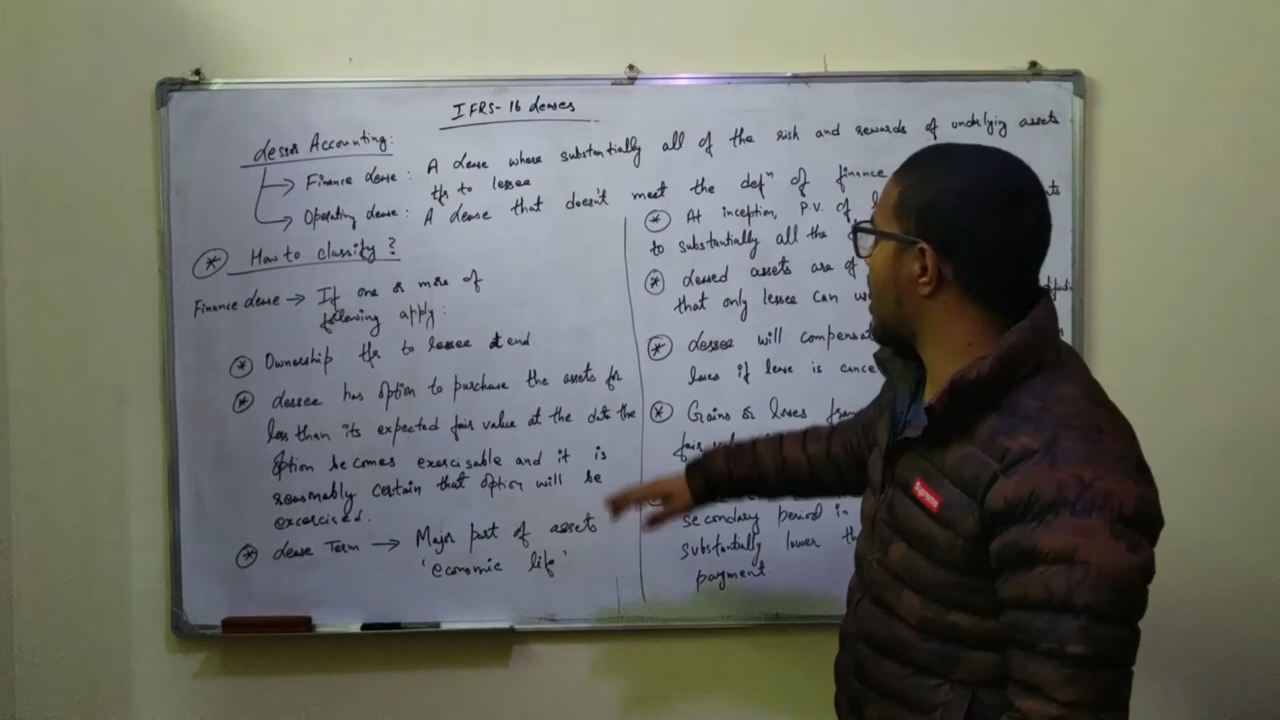 IFRS-16 Leases
Lessor Accounting:
Finance Lease : A Lease where substantially all of the risk and rewards of underlying assets
tfr to lessee
Operating Lease : A Lease that doesn't meet the defn of finance
* How to classify?
Finance Lease → If one or more of
following apply:
* Ownership tfr to lessee at end.
* Lessee has option to purchase the assets for
less than its expected fair value at the date the
option becomes exercisable and it is
reasonably certain that option will be
exercised.
* Lease Term → Major part of assets
'economic life'
* At inception, P.V. of
to substantially all the
* Leased assets are of
that only lessee can
* Lessee will compensate
loses if lease is
* Gains or loses from
fair value
secondary period in
substantially lower
payment.
Supreme